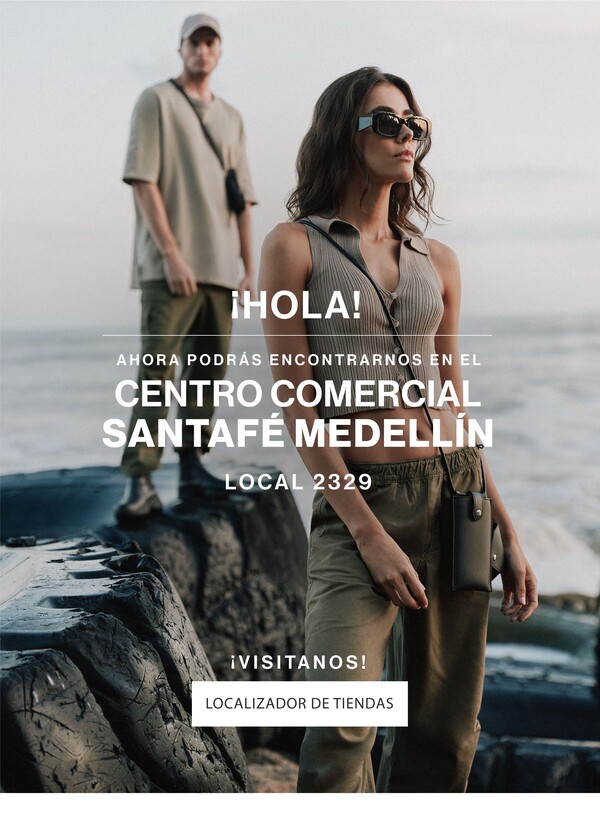 ¡HOLA!
AHORA PODRÁS ENCONTRARNOS EN EL
CENTRO COMERCIAL
SANTAFÉ MEDELLÍN
LOCAL 2329
¡VISITANOS!
LOCALIZADOR DE TIENDAS